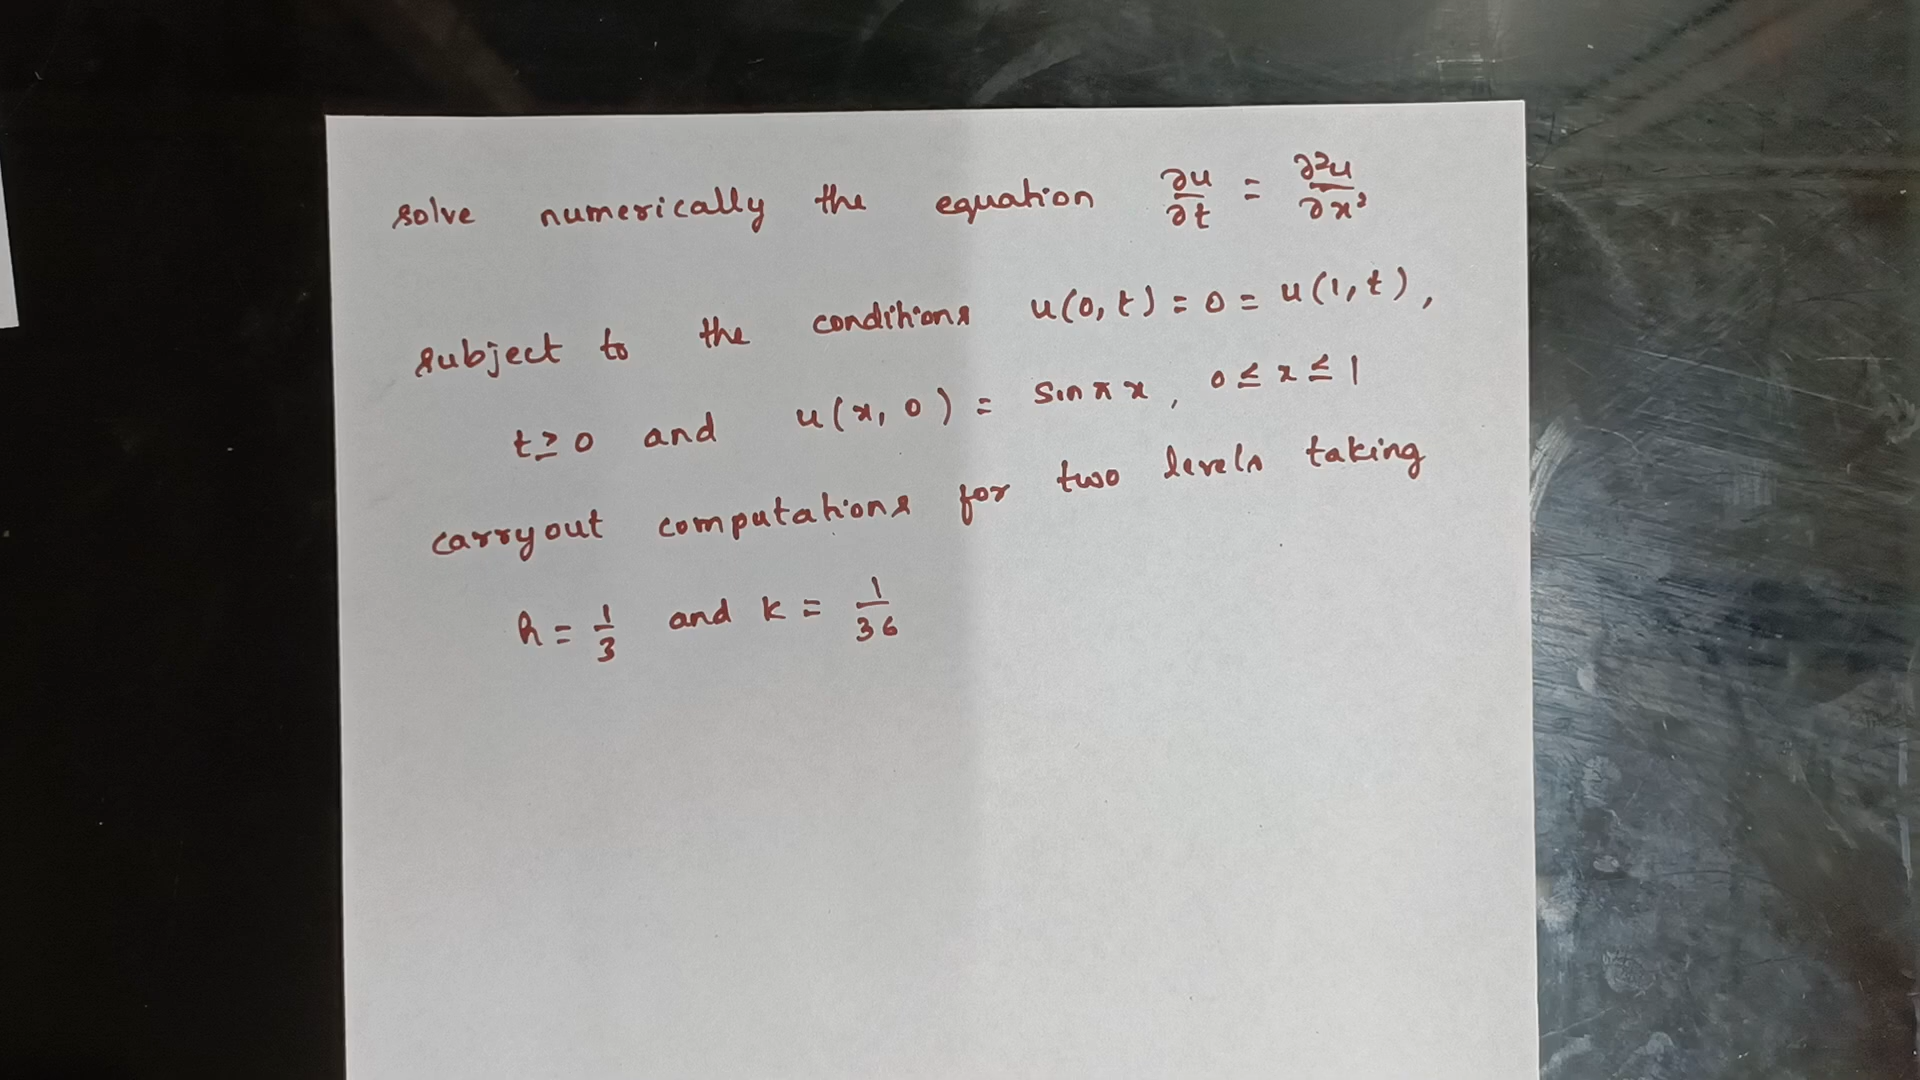 solve numerically the equation ∂u/∂t = ∂²u/∂x²
subject to the conditions u(0, t) = 0 = u(1, t),
t ≥ 0 and u(x, 0) = sin πx, 0 ≤ x ≤ 1
carryout computations for two levels taking
h = 1/3 and k = 1/36